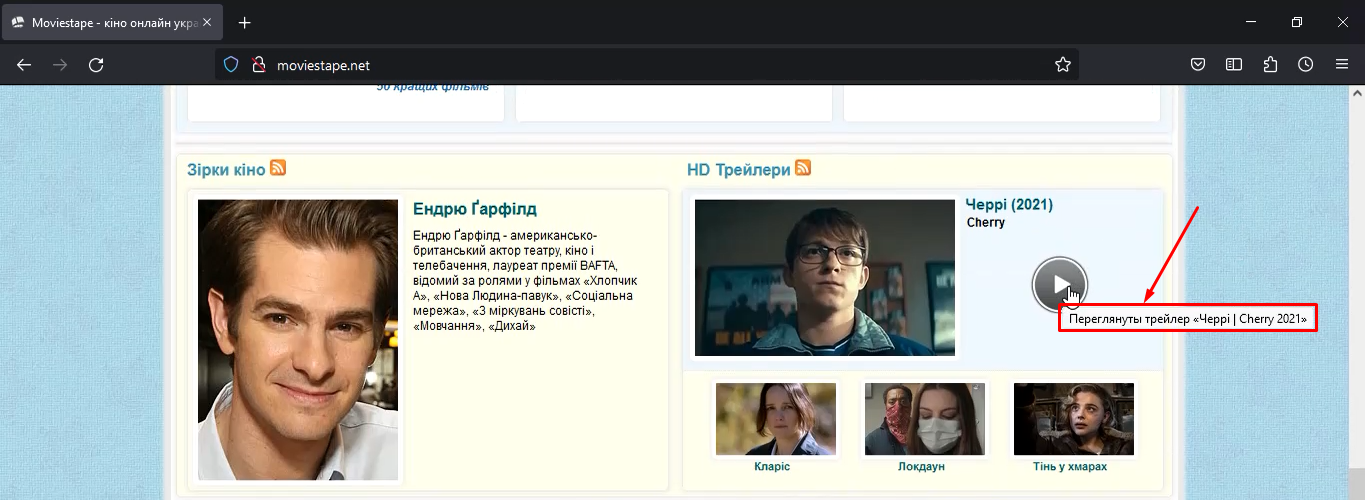 Moviestape - кіно онлайн укра
moviestape.net
50 кращих фільмів
Зірки кіно
HD Трейлери
Ендрю Ґарфілд
Ендрю Ґарфілд - американсько-
британський актор театру, кіно і
телебачення, лауреат премії BAFTA,
відомий за ролями у фільмах «Хлопчик
А», «Нова Людина-павук», «Соціальна
мережа», «З міркувань совісті»,
«Мовчання», «Дихай»
Черрі (2021)
Cherry
Переглянуты трейлер «Черрі | Cherry 2021»
Кларіс
Локдаун
Тінь у хмарах